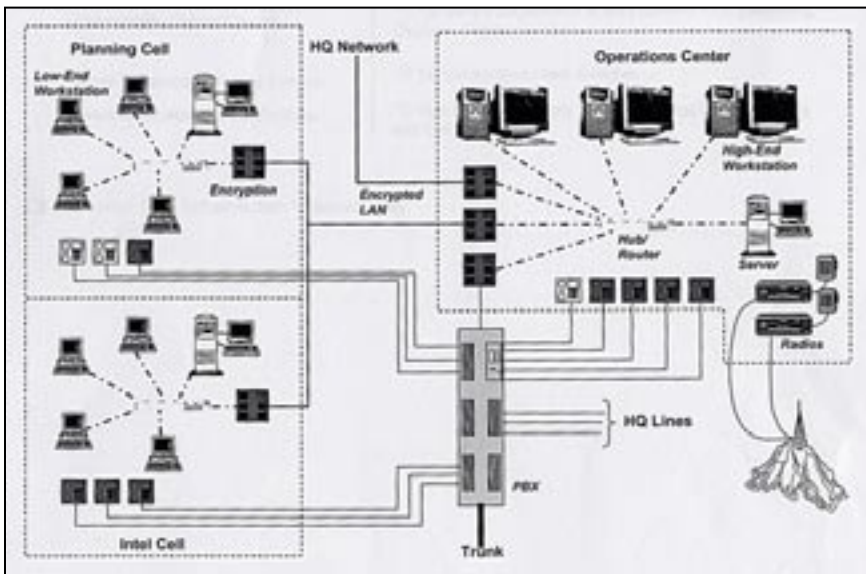 Planning Cell
Low-End
Workstation
Encryption
HQ Network
Encrypted
LAN
Operations Center
High-End
Workstation
Hub/
Router
Server
Radios
HQ Lines
PBX
Trunk
Intel Cell